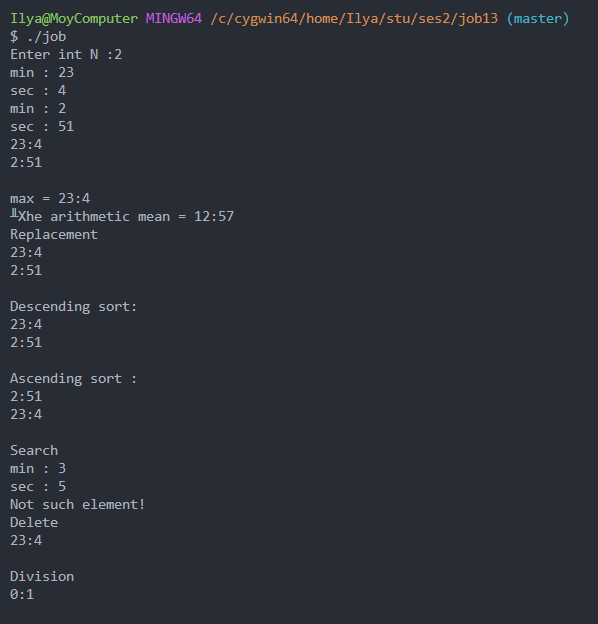 Ilya@MoyComputer MINGW64 /c/cygwin64/home/Ilya/stu/ses2/job13 (master)
$ ./job
Enter int N :2
min : 23
sec : 4
min : 2
sec : 51
23:4
2:51
max = 23:4
╨Xhe arithmetic mean = 12:57
Replacement
23:4
2:51
Descending sort:
23:4
2:51
Ascending sort :
2:51
23:4
Search
min : 3
sec : 5
Not such element!
Delete
23:4
Division
0:1